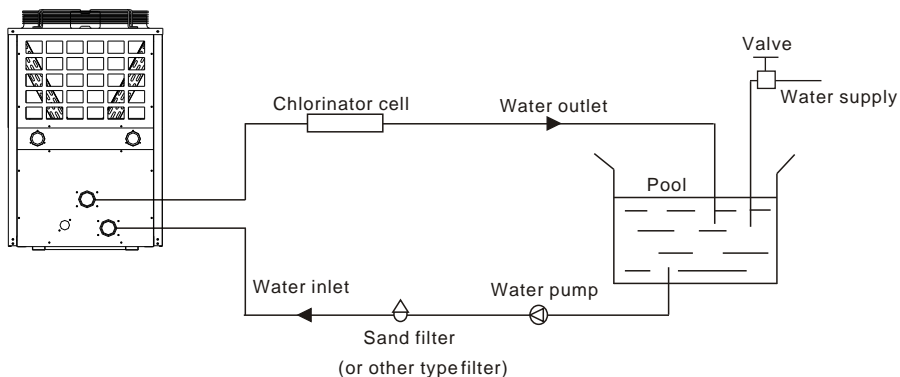 Valve
Water supply
Chlorinator cell
Water outlet
Pool
Water inlet
Water pump
Sand filter
(or other type filter)